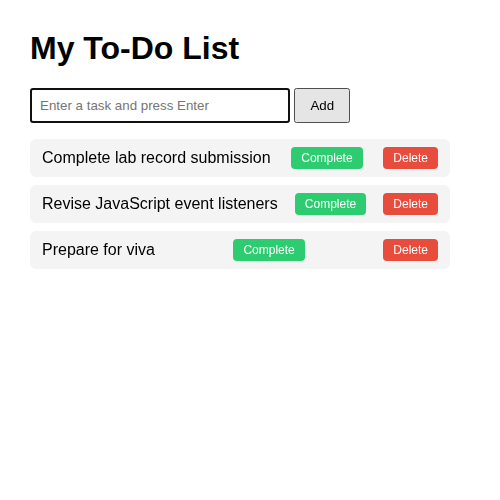 My To-Do List
Enter a task and press Enter Add
Complete lab record submission Complete Delete
Revise JavaScript event listeners Complete Delete
Prepare for viva Complete Delete